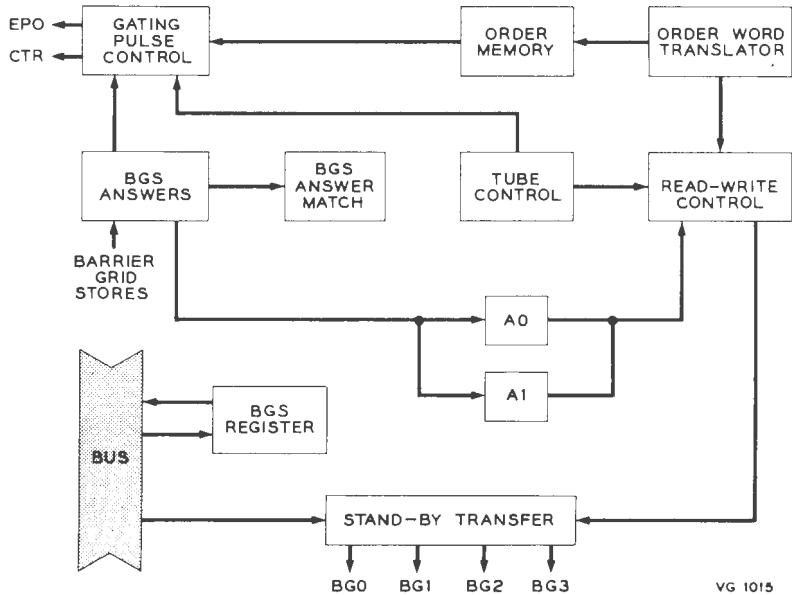 EPO
CTR
GATING
PULSE
CONTROL
ORDER
MEMORY
ORDER WORD
TRANSLATOR
BGS
ANSWERS
BGS
ANSWER
MATCH
TUBE
CONTROL
READ-WRITE
CONTROL
BARRIER
GRID
STORES
A0
A1
BUS
BGS
REGISTER
STAND-BY TRANSFER
BG0
BG1
BG2
BG3
VG 1015